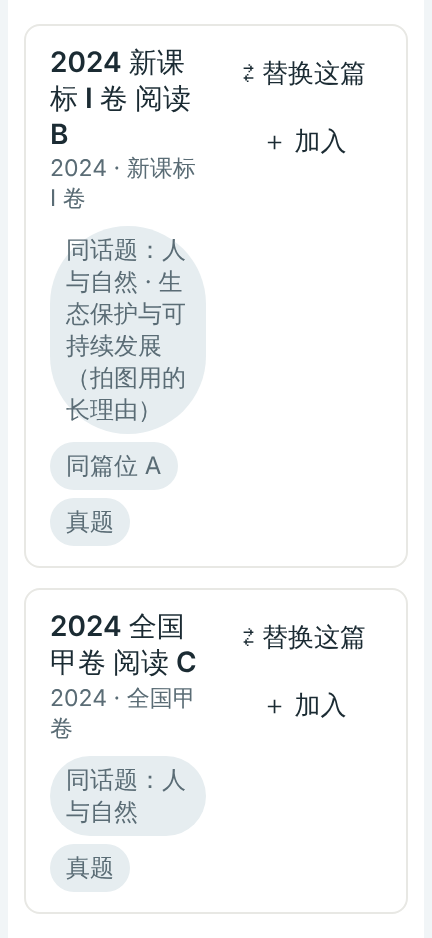 2024 新课
标 I 卷 阅读
B
2024 · 新课标
I 卷
同话题：人
与自然 · 生
态保护与可
持续发展
（拍图用的
长理由）
同篇位 A
真题
⇄ 替换这篇
＋ 加入
2024 全国
甲卷 阅读 C
2024 · 全国甲
卷
同话题：人
与自然
真题
⇄ 替换这篇
＋ 加入